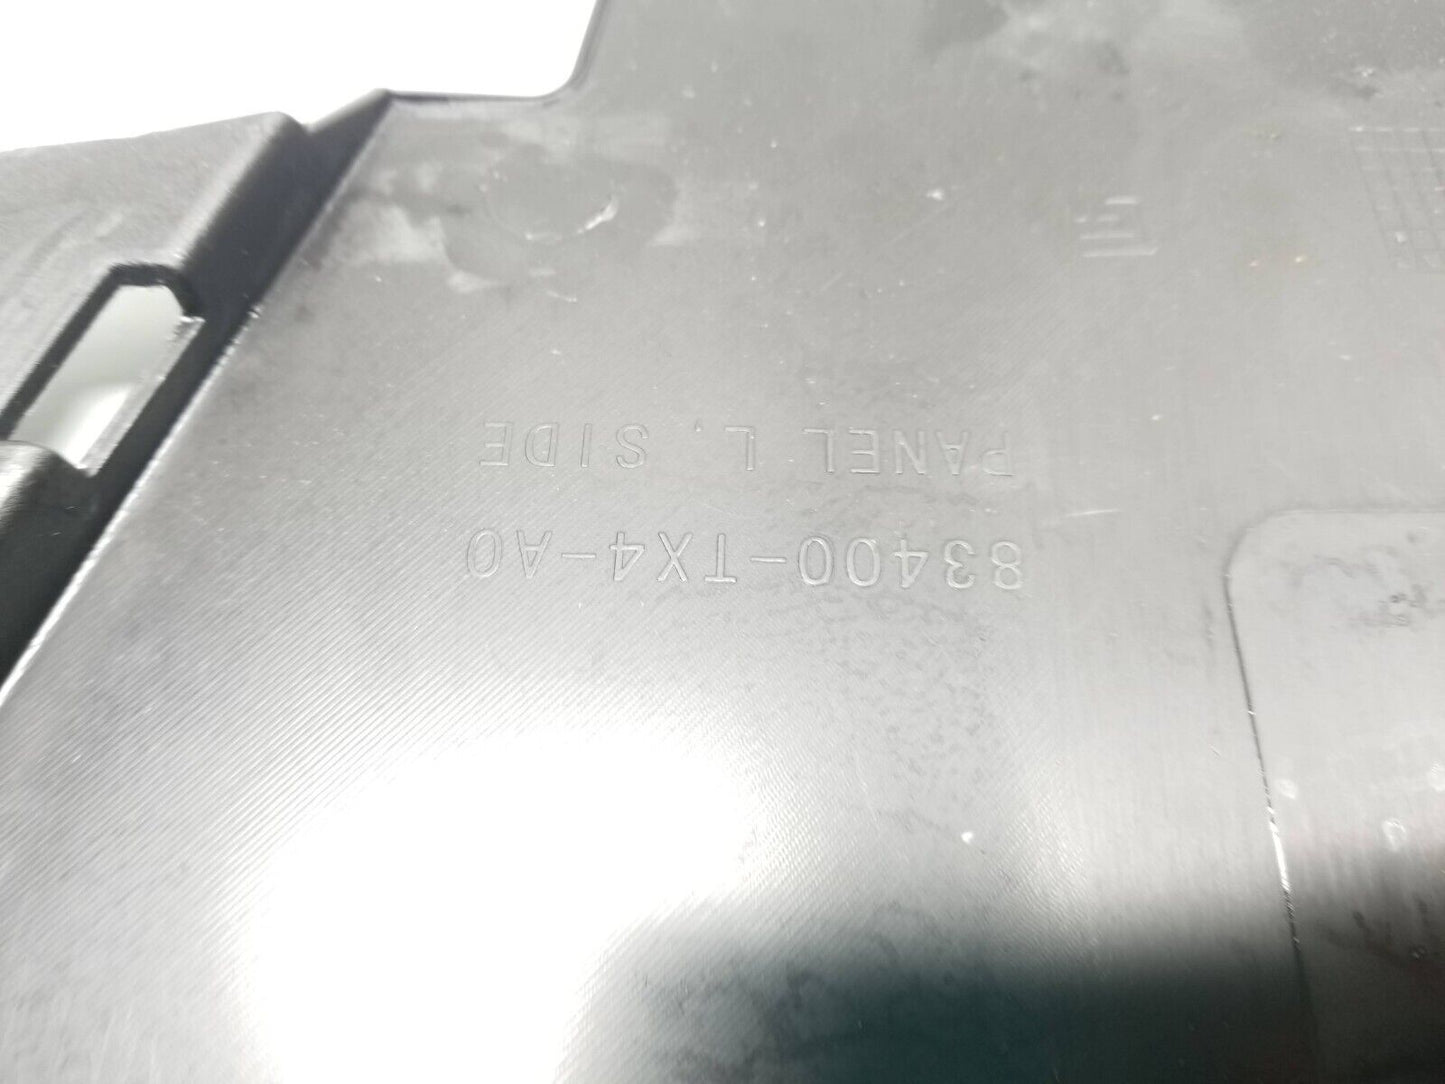 PANEL L, SIDE
83400-TX4-A0